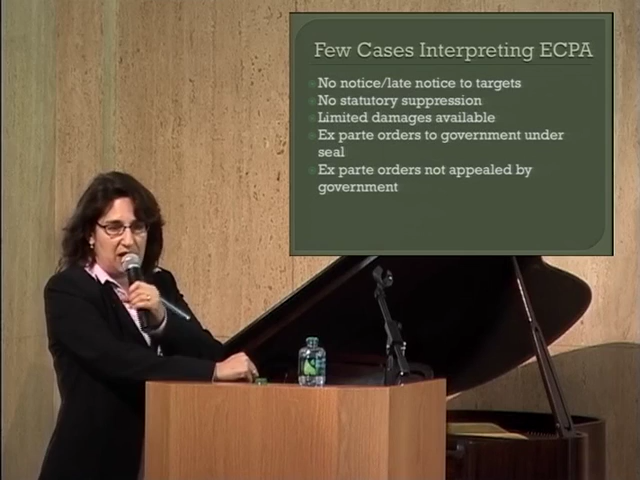 Few Cases Interpreting ECPA
No notice/late notice to targets
No statutory suppression
Limited damages available
Ex parte orders to government under
seal
Ex parte orders not appealed by
government